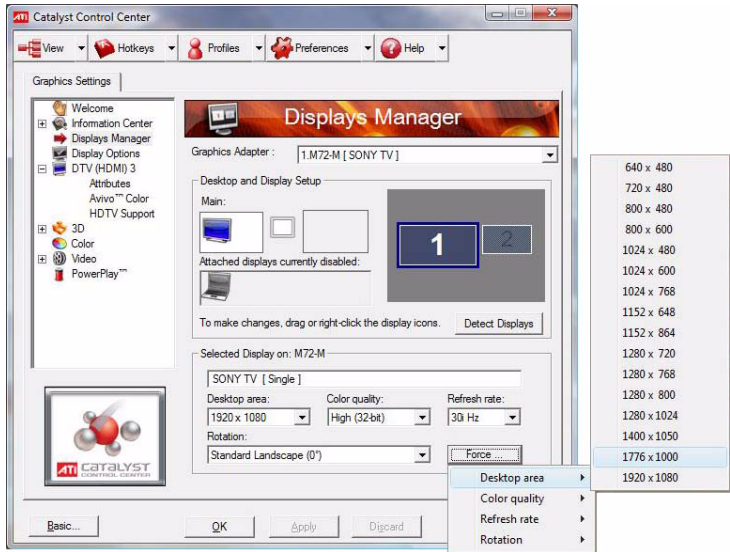 ATI Catalyst Control Center
View Hotkeys Profiles Preferences Help
Graphics Settings
Welcome
Information Center
Displays Manager
Display Options
DTV (HDMI) 3
Attributes
Avivo™ Color
HDTV Support
3D
Color
Video
PowerPlay™
ATI CATALYST
CONTROL CENTER
Displays Manager
Graphics Adapter :
1.M72-M [ SONY TV ]
Desktop and Display Setup
Main:
1
2
Attached displays currently disabled:
To make changes, drag or right-click the display icons.
Detect Displays
Selected Display on: M72-M
SONY TV [ Single ]
Desktop area: Color quality: Refresh rate:
1920 x 1080 High (32-bit) 30i Hz
Rotation:
Standard Landscape (0°)
Force ...
Basic... OK Apply Discard
Desktop area
Color quality
Refresh rate
Rotation
640 x 480
720 x 480
800 x 480
800 x 600
1024 x 480
1024 x 600
1024 x 768
1152 x 648
1152 x 864
1280 x 720
1280 x 768
1280 x 800
1280 x 1024
1400 x 1050
1776 x 1000
1920 x 1080